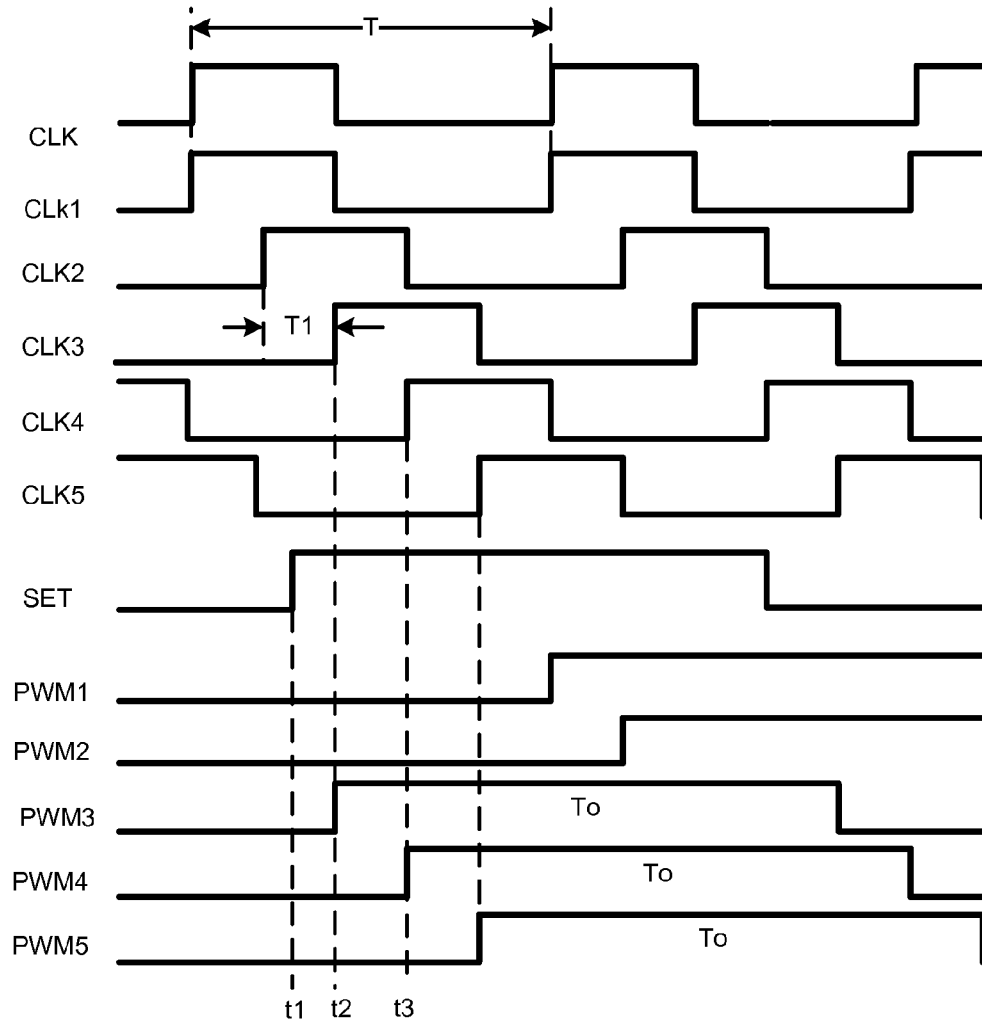 T
CLK
CLk1
CLK2
T1
CLK3
CLK4
CLK5
SET
PWM1
PWM2
PWM3
To
PWM4
To
PWM5
To
t1 t2 t3